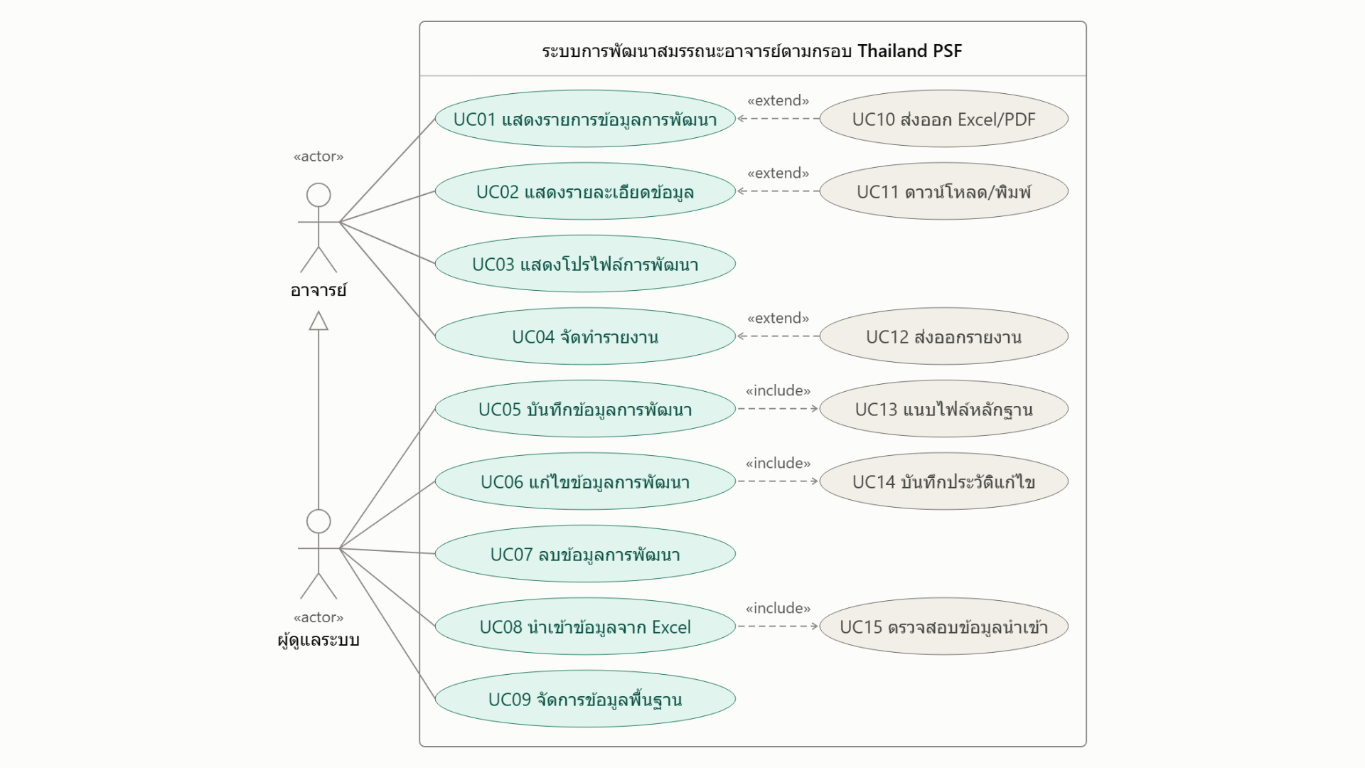 ระบบการพัฒนาสมรรถนะอาจารย์ตามกรอบ Thailand PSF
UC01 แสดงรายการข้อมูลการพัฒนา
«extend»
UC10 ส่งออก Excel/PDF
«actor»
อาจารย์
UC02 แสดงรายละเอียดข้อมูล
«extend»
UC11 ดาวน์โหลด/พิมพ์
UC03 แสดงโปรไฟล์การพัฒนา
UC04 จัดทำรายงาน
«extend»
UC12 ส่งออกรายงาน
UC05 บันทึกข้อมูลการพัฒนา
«include»
UC13 แนบไฟล์หลักฐาน
UC06 แก้ไขข้อมูลการพัฒนา
«include»
UC14 บันทึกประวัติแก้ไข
UC07 ลบข้อมูลการพัฒนา
«actor»
ผู้ดูแลระบบ
UC08 นำเข้าข้อมูลจาก Excel
«include»
UC15 ตรวจสอบข้อมูลนำเข้า
UC09 จัดการข้อมูลพื้นฐาน